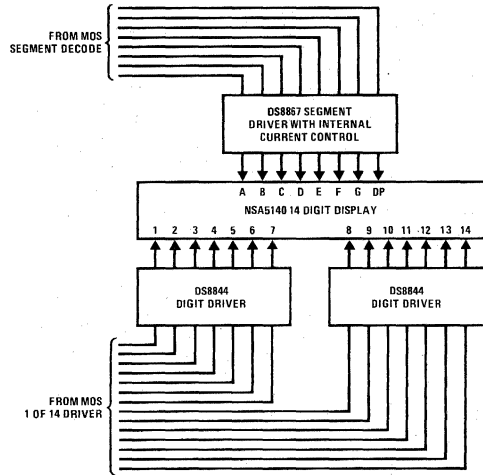 FROM MOS
SEGMENT DECODE
DS8867 SEGMENT
DRIVER WITH INTERNAL
CURRENT CONTROL
A B C D E F G DP
NSA5140 14 DIGIT DISPLAY
1 2 3 4 5 6 7 8 9 10 11 12 13 14
DS8844
DIGIT DRIVER
DS8844
DIGIT DRIVER
FROM MOS
1 OF 14 DRIVER